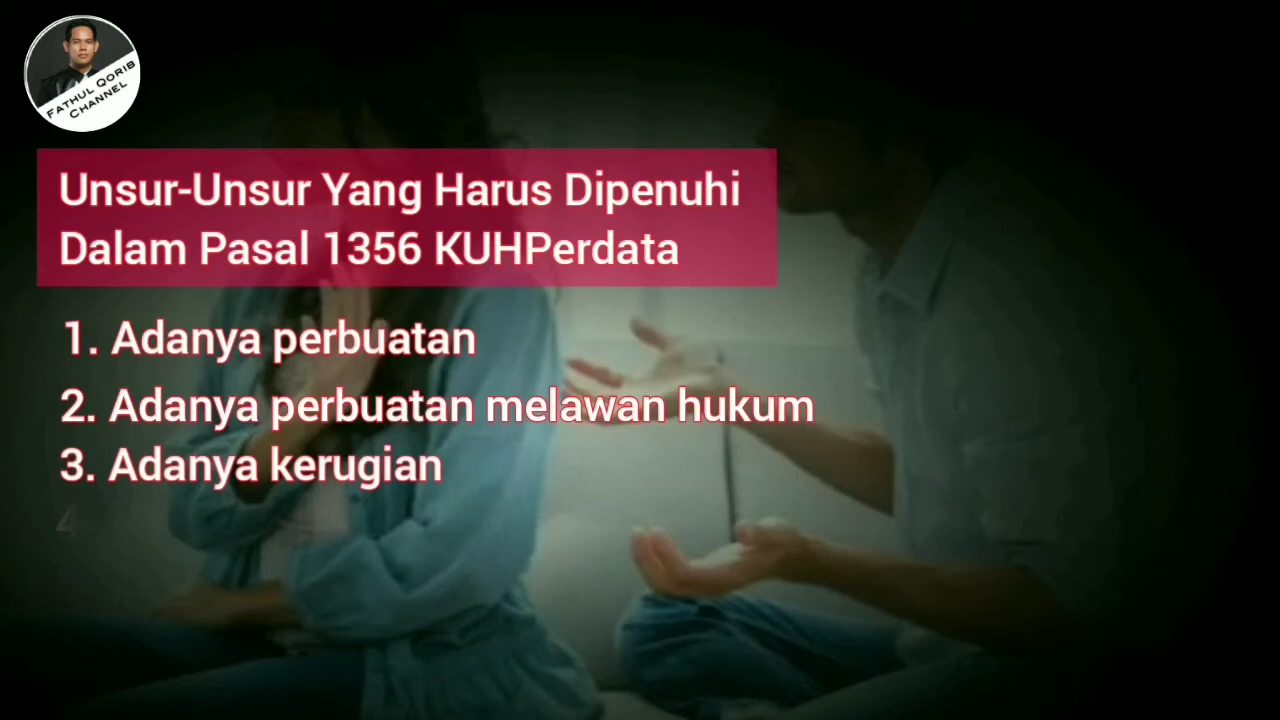 FATHUL QORIB
CHANNEL
Unsur-Unsur Yang Harus Dipenuhi
Dalam Pasal 1356 KUHPerdata
1. Adanya perbuatan
2. Adanya perbuatan melawan hukum
3. Adanya kerugian
4